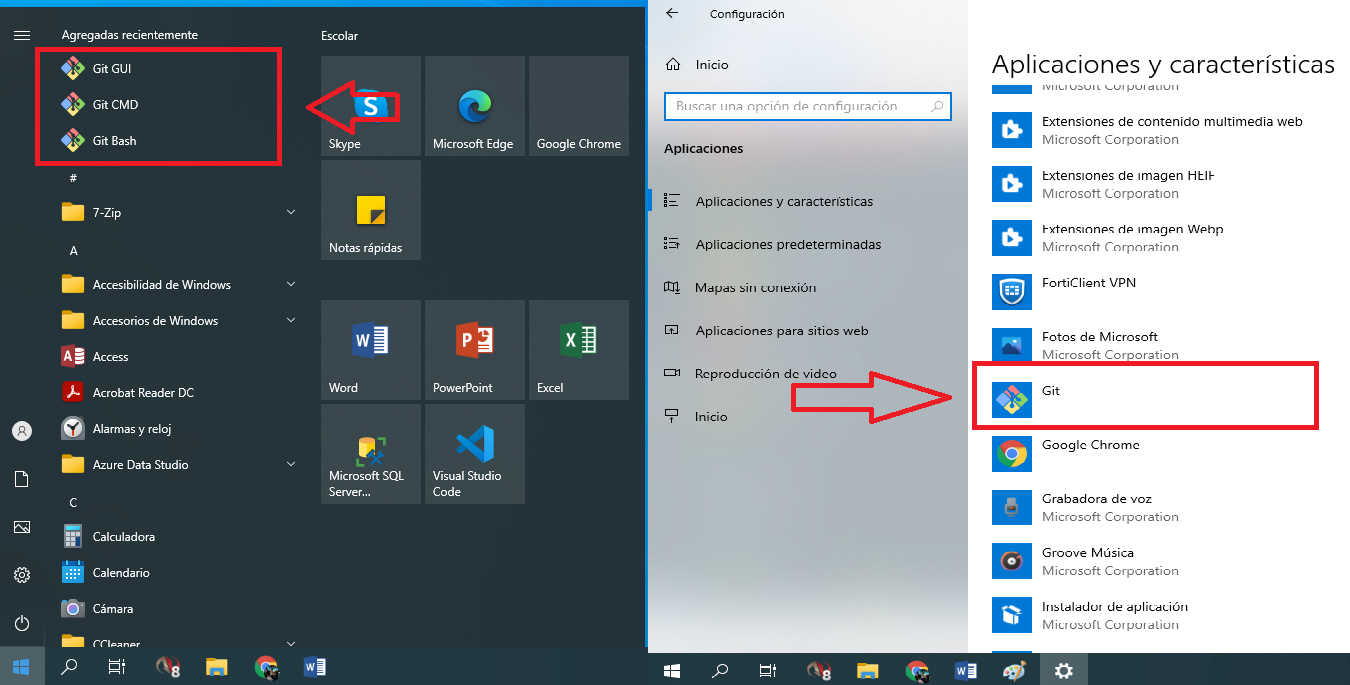 Agregadas recientemente
Git GUI
Git CMD
Git Bash
#
7-Zip
A
Accesibilidad de Windows
Accesorios de Windows
Access
Acrobat Reader DC
Alarmas y reloj
Azure Data Studio
C
Calculadora
Calendario
Cámara
CCleaner
Escolar
Skype
Microsoft Edge
Google Chrome
Notas rápidas
Word
PowerPoint
Excel
Microsoft SQL
Server...
Visual Studio
Code
Configuración
Inicio
Buscar una opción de configuración
Aplicaciones
Aplicaciones y características
Aplicaciones predeterminadas
Mapas sin conexión
Aplicaciones para sitios web
Reproducción de video
Inicio
Aplicaciones y características
Microsoft Corporation
Extensiones de contenido multimedia web
Microsoft Corporation
Extensiones de imagen HEIF
Microsoft Corporation
Extensiones de imagen Webp
Microsoft Corporation
FortiClient VPN
Fotos de Microsoft
Microsoft Corporation
Git
Google Chrome
Grabadora de voz
Microsoft Corporation
Groove Música
Microsoft Corporation
Instalador de aplicación
Microsoft Corporation